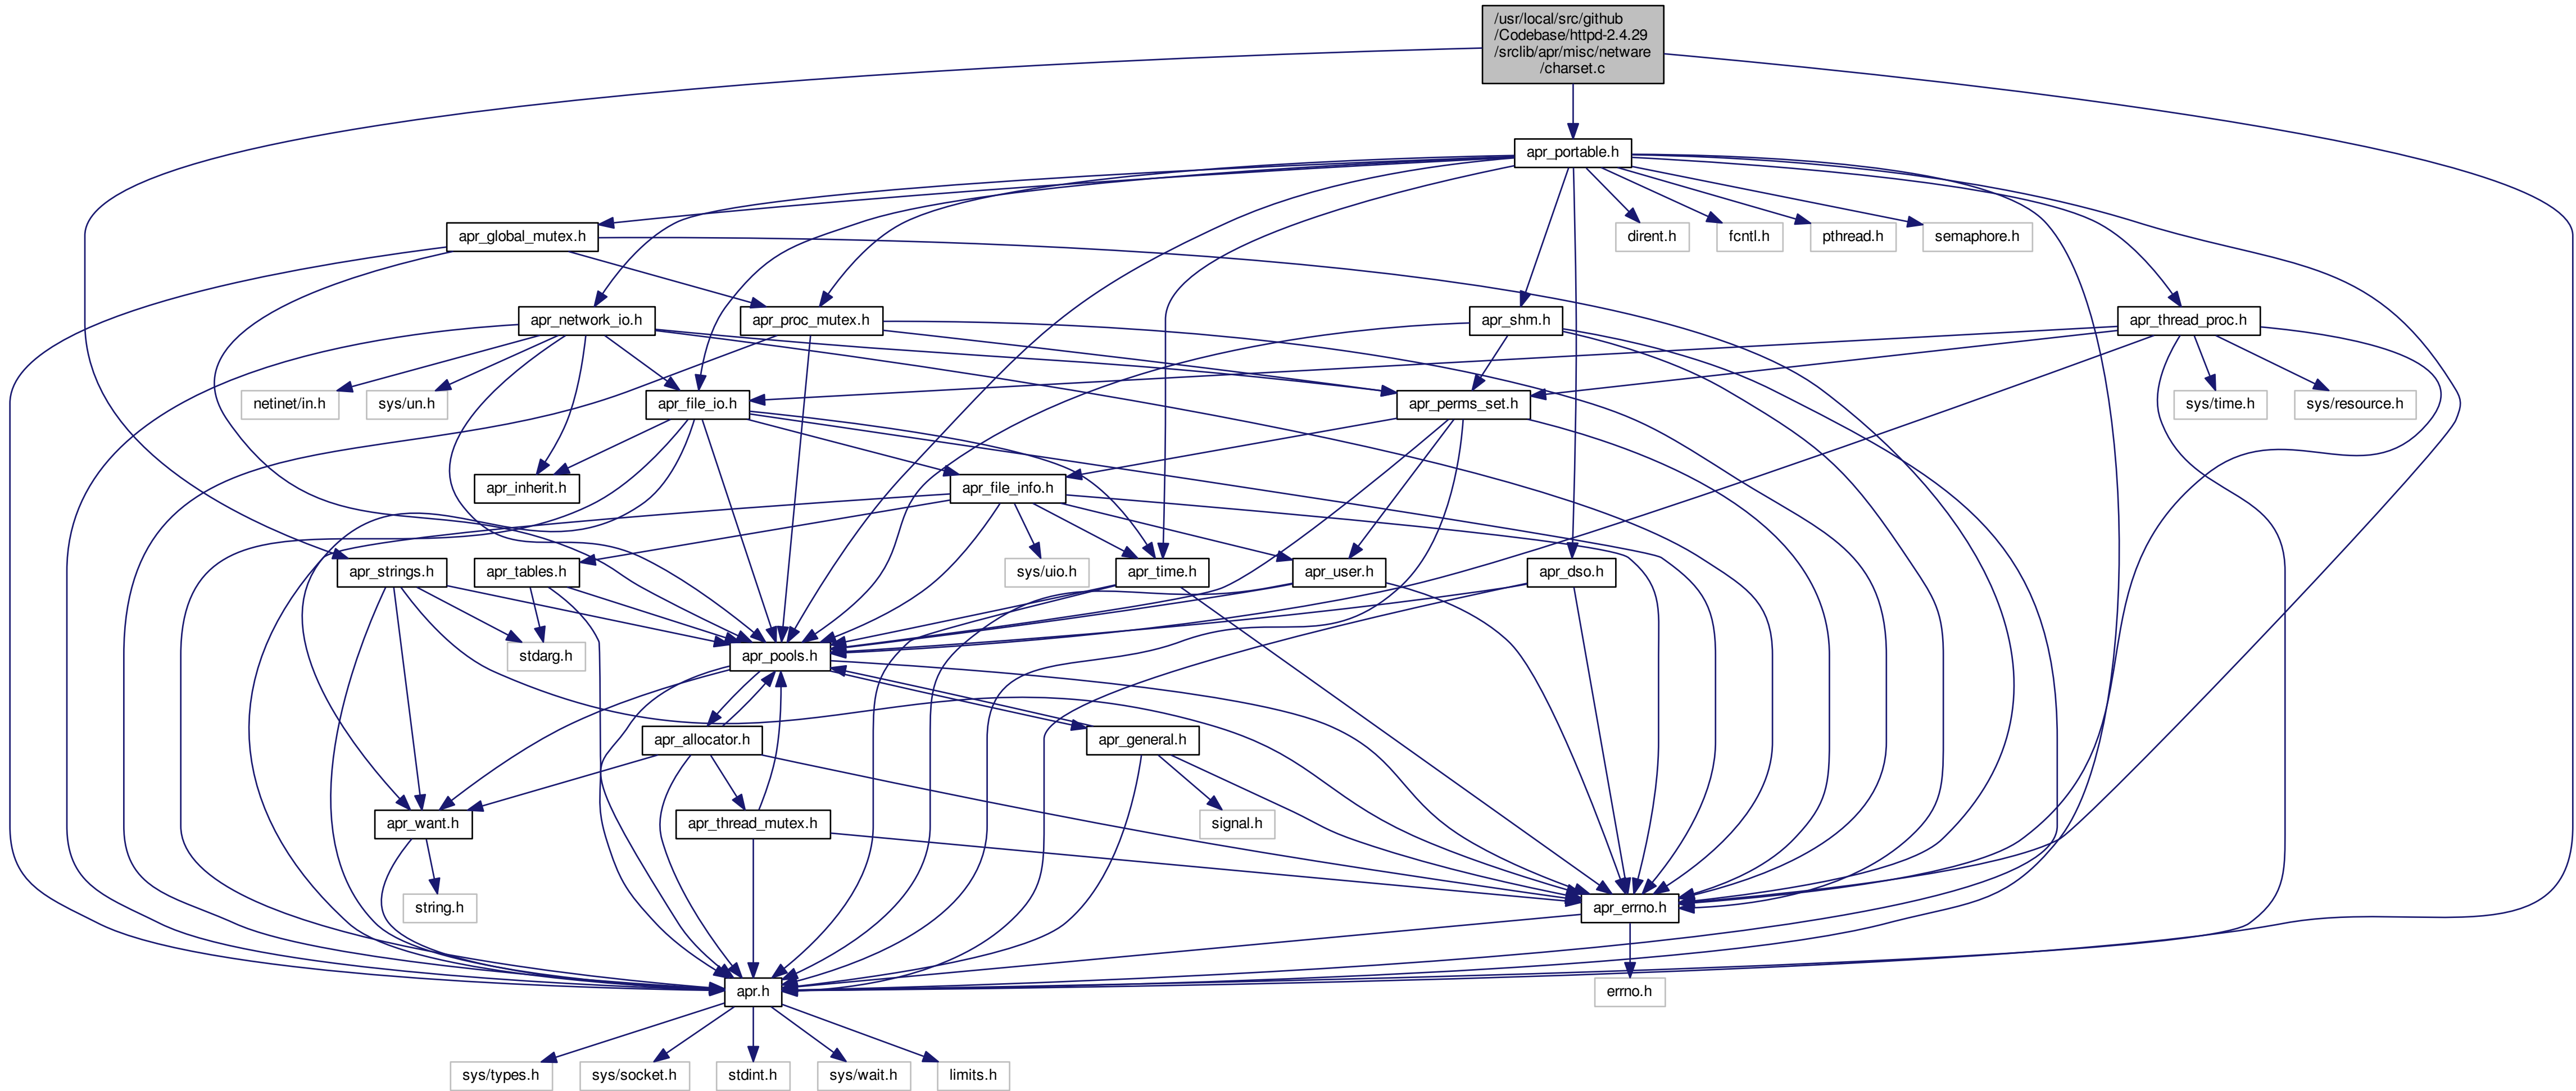 /usr/local/src/github
/Codebase/httpd-2.4.29
/srclib/apr/misc/netware
/charset.c
apr_portable.h
apr_global_mutex.h
dirent.h
fcntl.h
pthread.h
semaphore.h
apr_network_io.h
apr_proc_mutex.h
apr_shm.h
apr_thread_proc.h
netinet/in.h
sys/un.h
apr_file_io.h
apr_perms_set.h
sys/time.h
sys/resource.h
apr_inherit.h
apr_file_info.h
apr_strings.h
apr_tables.h
sys/uio.h
apr_time.h
apr_user.h
apr_dso.h
stdarg.h
apr_pools.h
apr_allocator.h
apr_general.h
apr_want.h
apr_thread_mutex.h
signal.h
string.h
apr_errno.h
apr.h
errno.h
sys/types.h
sys/socket.h
stdint.h
sys/wait.h
limits.h